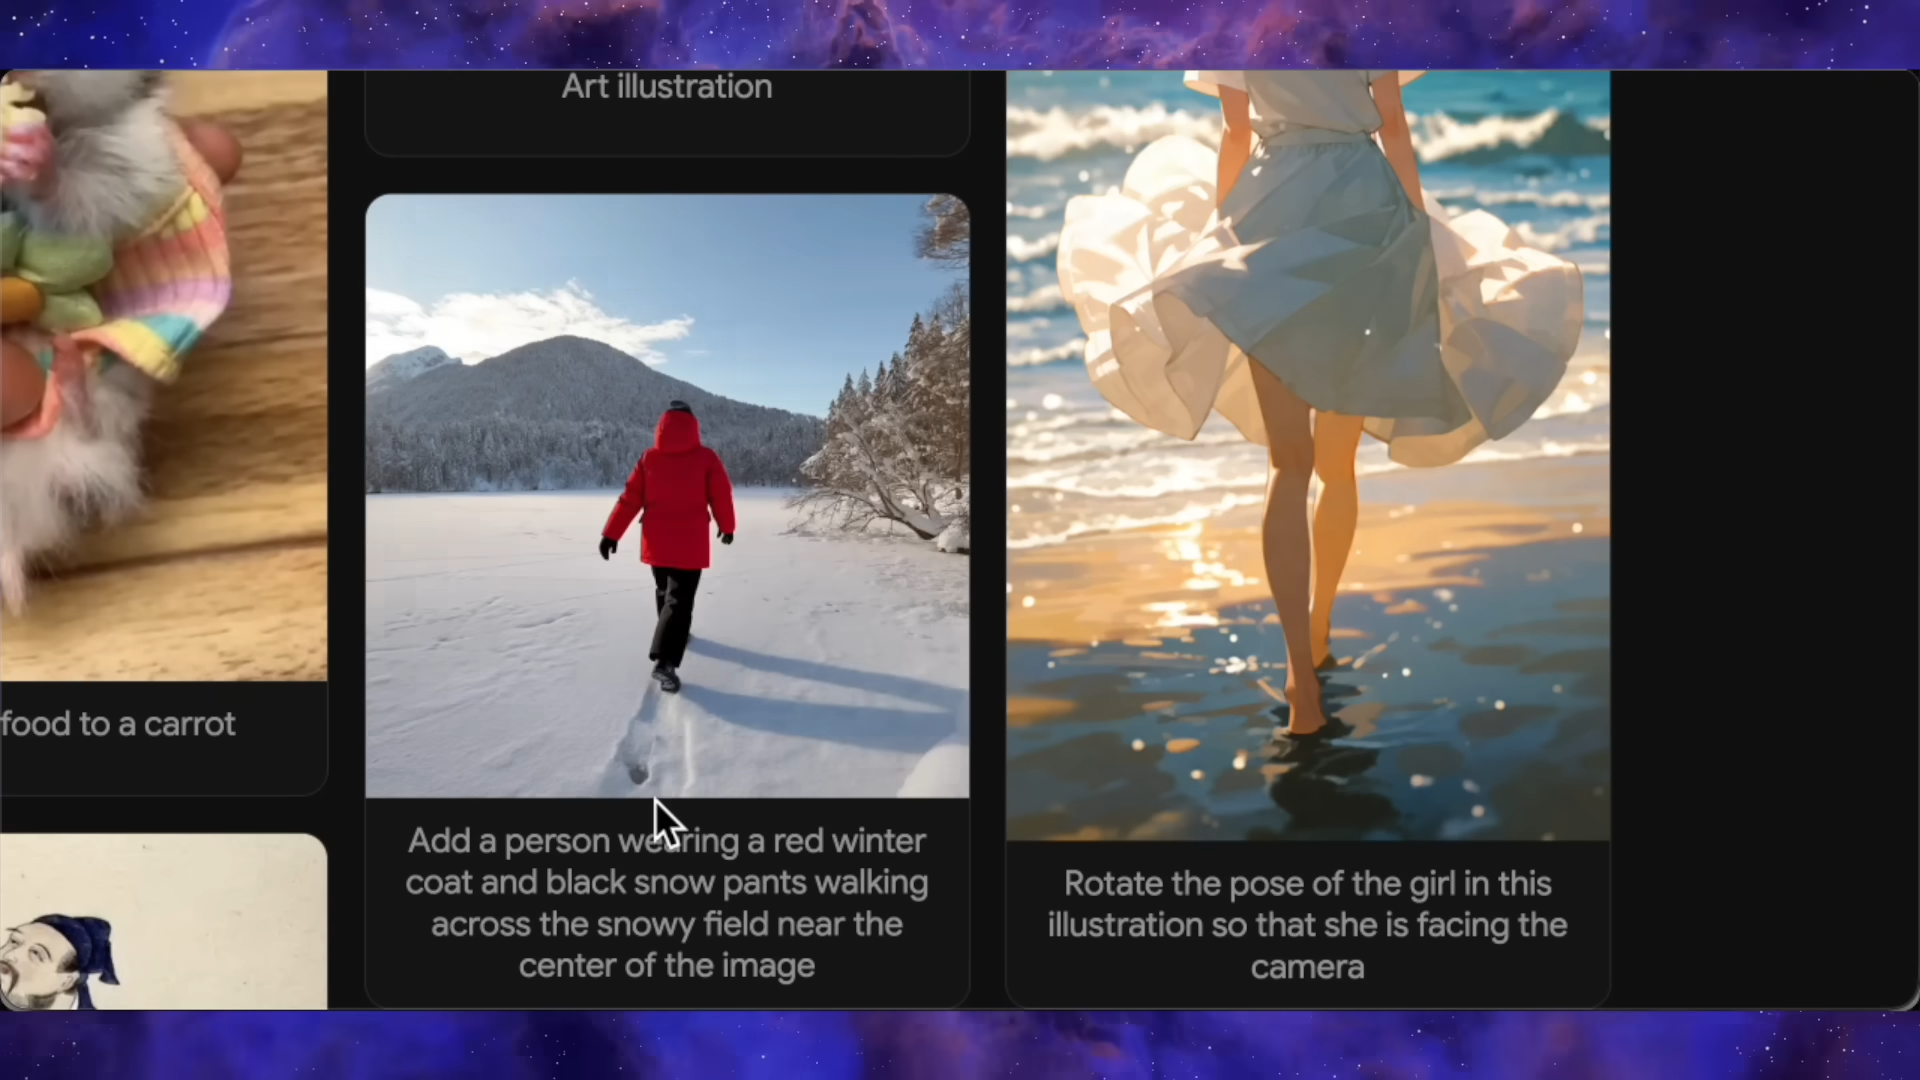 Art illustration
food to a carrot
Add a person wearing a red winter
coat and black snow pants walking
across the snowy field near the
center of the image
Rotate the pose of the girl in this
illustration so that she is facing the
camera